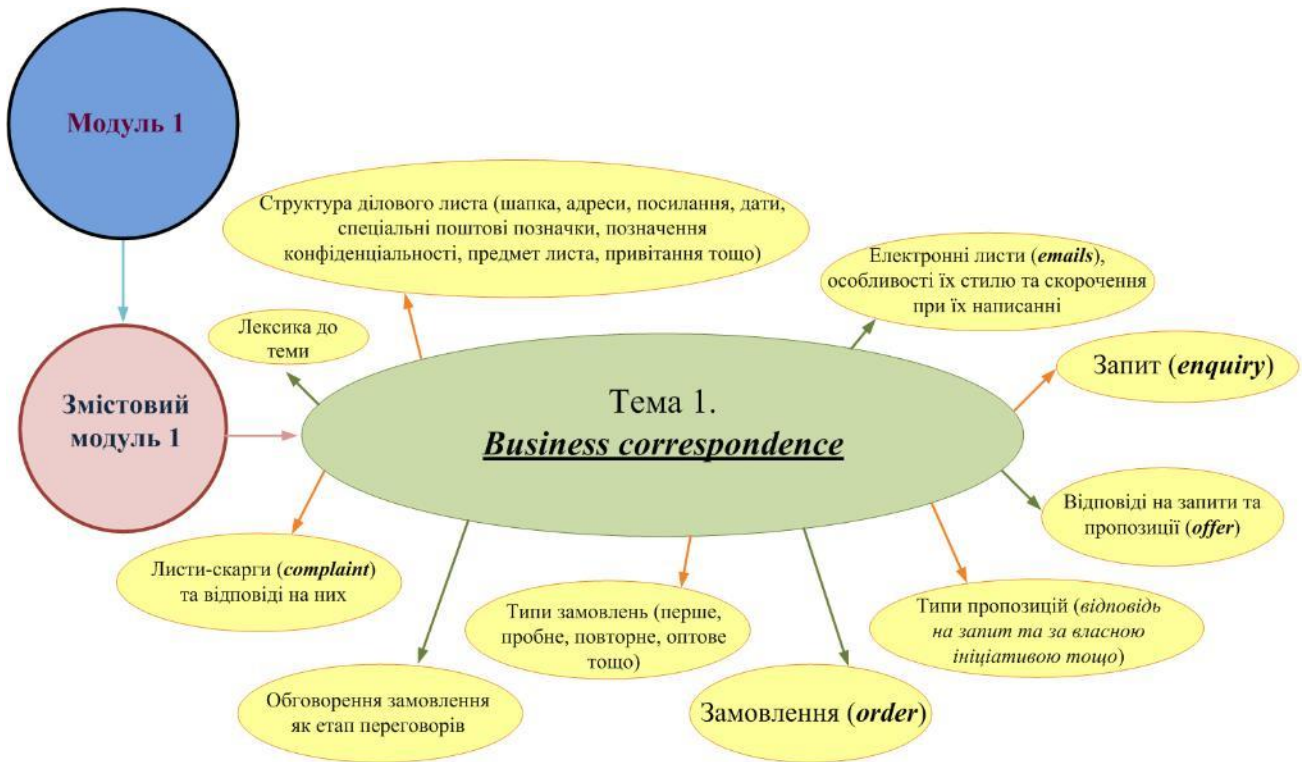 Модуль 1
Структура ділового листа (шапка, адреси, посилання, дати,
спеціальні поштові позначки, позначення
конфіденціальності, предмет листа, привітання тощо)
Електронні листи (emails),
особливості їх стилю та скорочення
при їх написанні
Лексика до
теми
Запит (enquiry)
Змістовий
модуль 1
Тема 1.
Business correspondence
Відповіді на запити та
пропозиції (offer)
Листи-скарги (complaint)
та відповіді на них
Типи замовлень (перше,
пробне, повторне, оптове
тощо)
Типи пропозицій (відповідь
на запит та за власною
ініціативою тощо)
Обговорення замовлення
як етап переговорів
Замовлення (order)